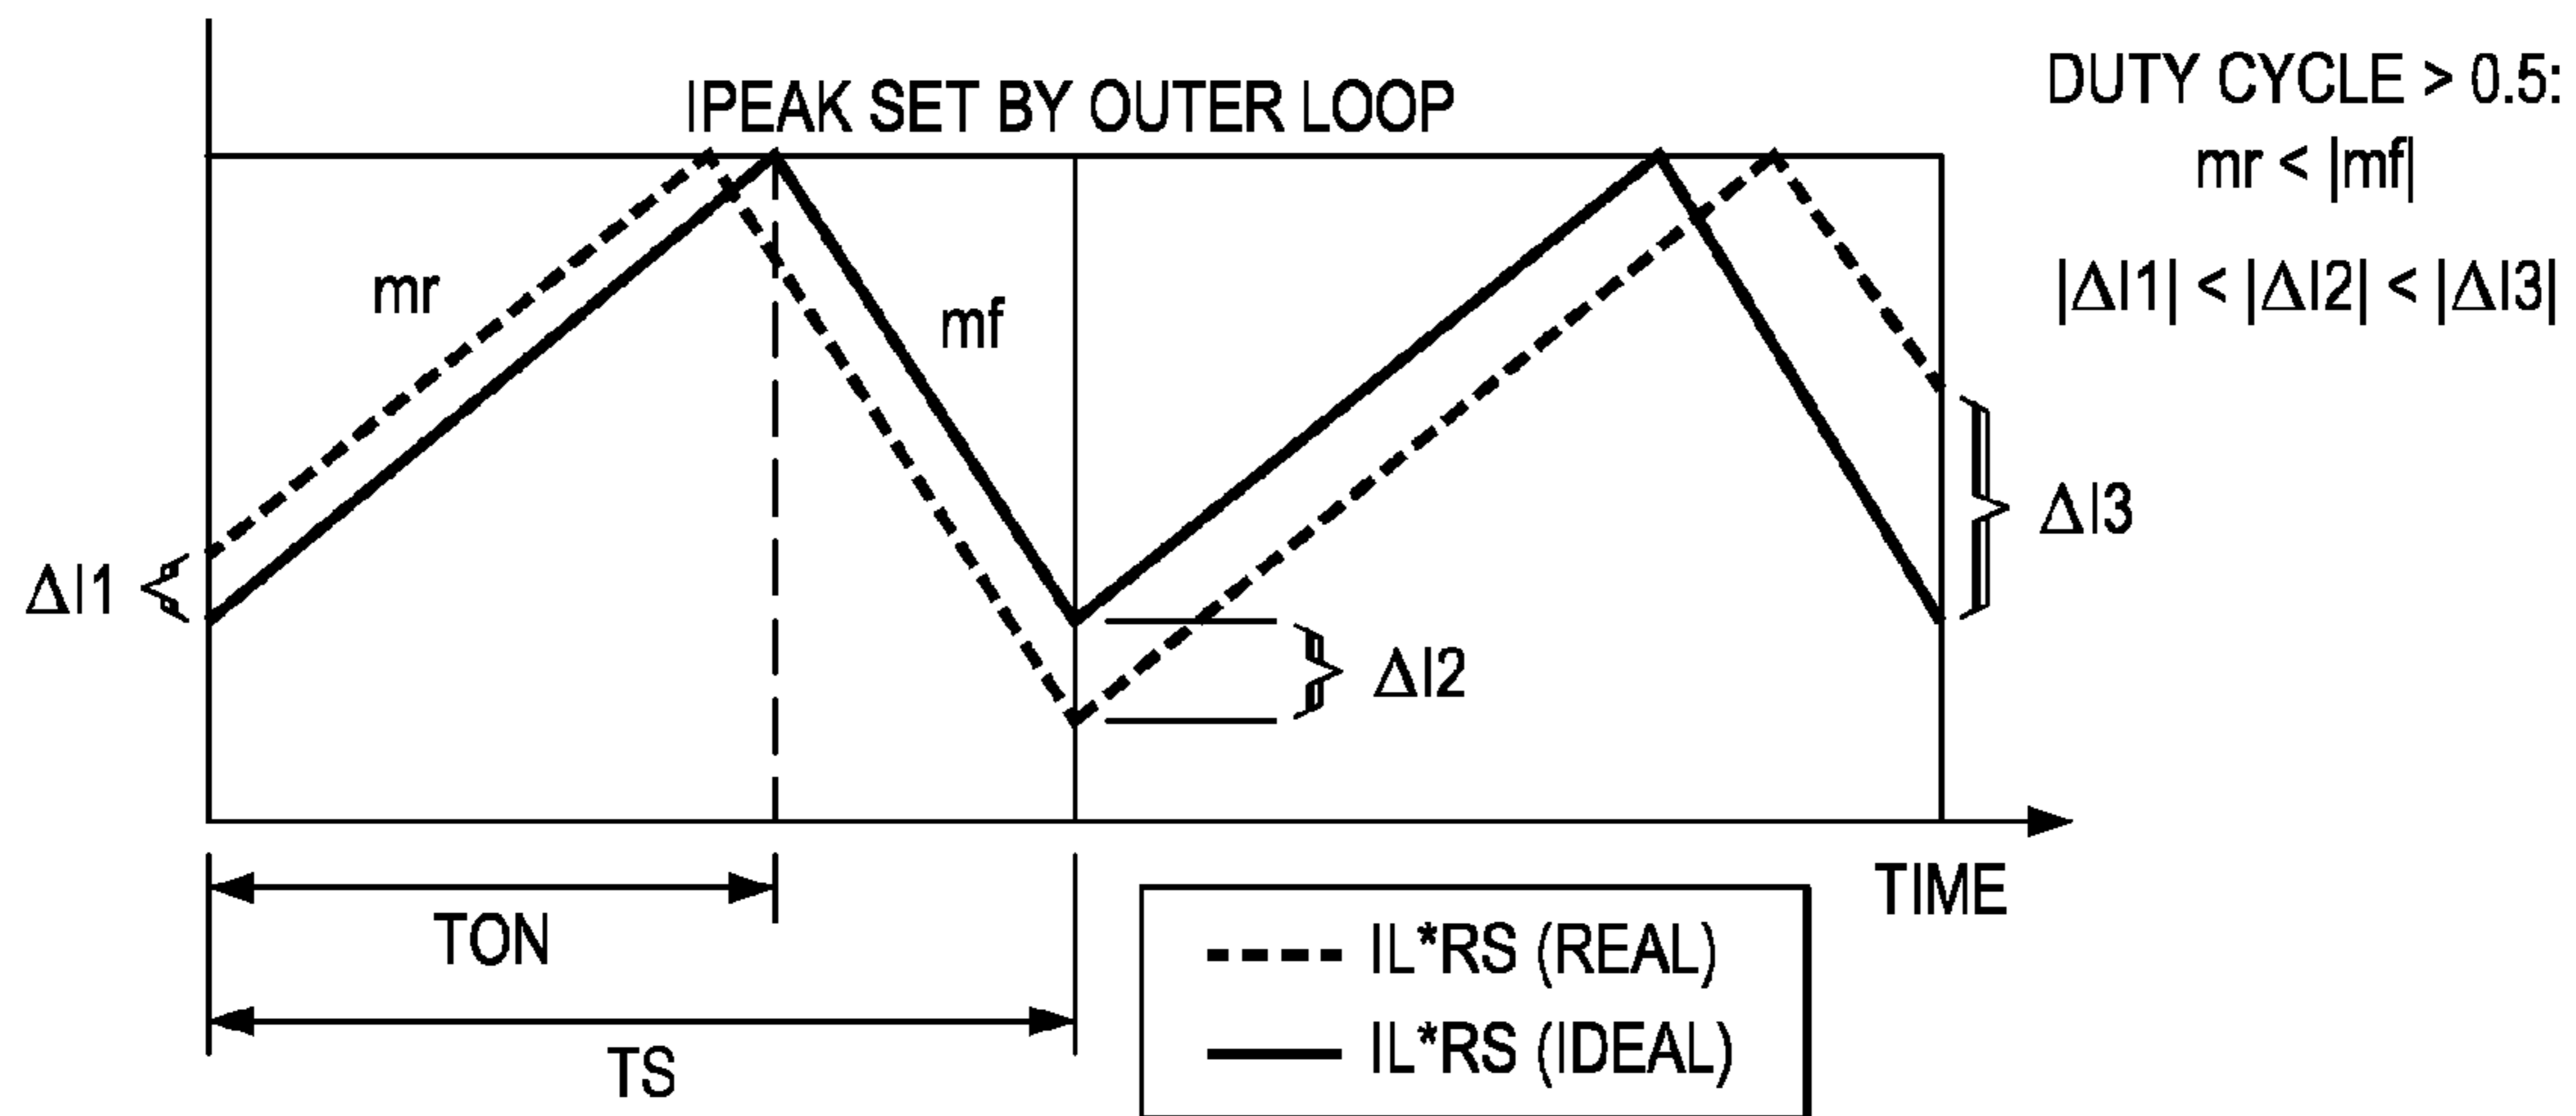 IPEAK SET BY OUTER LOOP
DUTY CYCLE > 0.5:
mr < |mf|
|ΔI1| < |ΔI2| < |ΔI3|
mr
mf
ΔI1
ΔI2
ΔI3
TIME
TON
TS
IL*RS (REAL)
IL*RS (IDEAL)